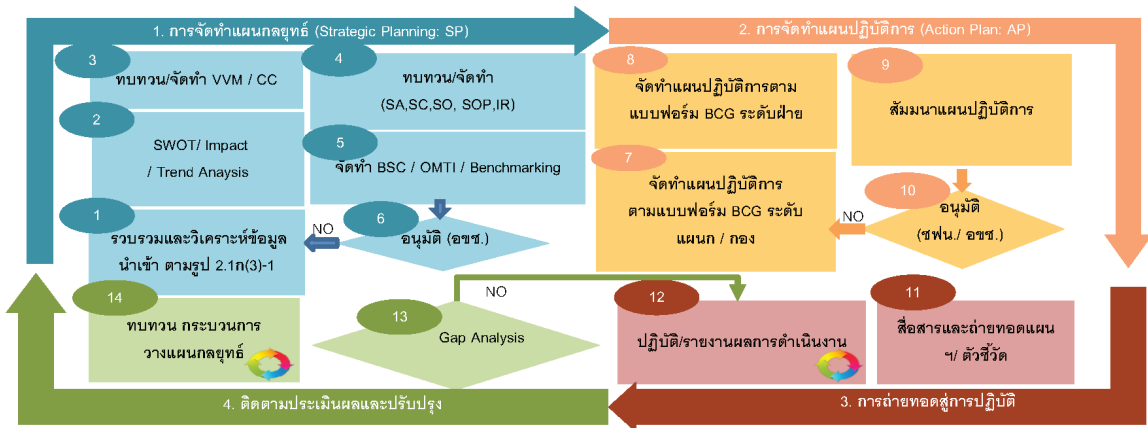 1. การจัดทำแผนกลยุทธ์ (Strategic Planning: SP)
2. การจัดทำแผนปฏิบัติการ (Action Plan: AP)
3
ทบทวน/จัดทำ VVM / CC
4
ทบทวน/จัดทำ
(SA,SC,SO, SOP,IR)
2
SWOT/ Impact
/ Trend Anaysis
5
จัดทำ BSC / OMTI / Benchmarking
1
รวบรวมและวิเคราะห์ข้อมูล
นำเข้า ตามรูป 2.1ก(3)-1
NO
6
อนุมัติ (อขช.)
8
จัดทำแผนปฏิบัติการตาม
แบบฟอร์ม BCG ระดับฝ่าย
9
สัมมนาแผนปฏิบัติการ
7
จัดทำแผนปฏิบัติการ
ตามแบบฟอร์ม BCG ระดับ
แผนก / กอง
NO
10
อนุมัติ
(ชฟน./ อขช.)
14
ทบทวน กระบวนการ
วางแผนกลยุทธ์
13
Gap Analysis
NO
12
ปฏิบัติ/รายงานผลการดำเนินงาน
11
สื่อสารและถ่ายทอดแผน
ฯ/ ตัวชี้วัด
4. ติดตามประเมินผลและปรับปรุง
3. การถ่ายทอดสู่การปฏิบัติ